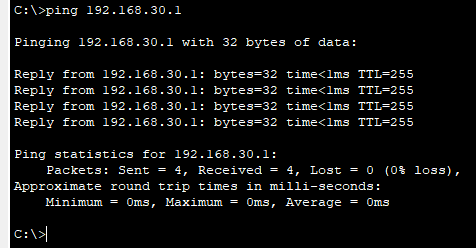 C:\>ping 192.168.30.1
Pinging 192.168.30.1 with 32 bytes of data:
Reply from 192.168.30.1: bytes=32 time<1ms TTL=255
Reply from 192.168.30.1: bytes=32 time<1ms TTL=255
Reply from 192.168.30.1: bytes=32 time<1ms TTL=255
Reply from 192.168.30.1: bytes=32 time<1ms TTL=255
Ping statistics for 192.168.30.1:
    Packets: Sent = 4, Received = 4, Lost = 0 (0% loss),
Approximate round trip times in milli-seconds:
    Minimum = 0ms, Maximum = 0ms, Average = 0ms
C:\>